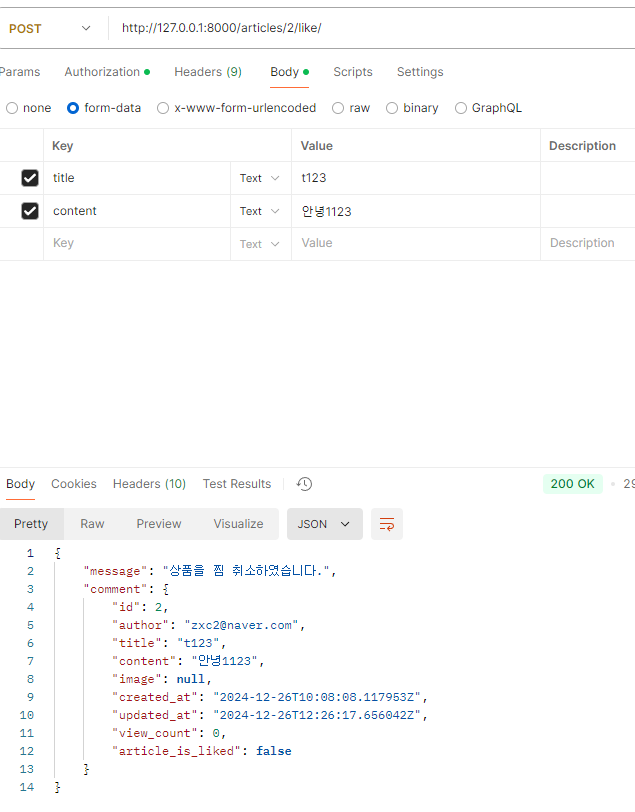 POST http://127.0.0.1:8000/articles/2/like/
Params Authorization Headers (9) Body Scripts Settings
none form-data x-www-form-urlencoded raw binary GraphQL
Key Value Description
title Text t123
content Text 안녕1123
Key Text Value Description
Body Cookies Headers (10) Test Results 200 OK 29
Pretty Raw Preview Visualize JSON
1 {
2 "message": "상품을 찜 취소하였습니다.",
3 "comment": {
4 "id": 2,
5 "author": "zxc2@naver.com",
6 "title": "t123",
7 "content": "안녕1123",
8 "image": null,
9 "created_at": "2024-12-26T10:08:08.117953Z",
10 "updated_at": "2024-12-26T12:26:17.656042Z",
11 "view_count": 0,
12 "article_is_liked": false
13 }
14 }